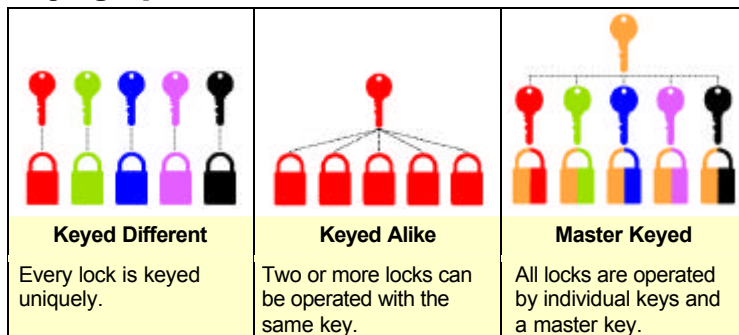 Keyed Different
Every lock is keyed
uniquely.
Keyed Alike
Two or more locks can
be operated with the
same key.
Master Keyed
All locks are operated
by individual keys and
a master key.